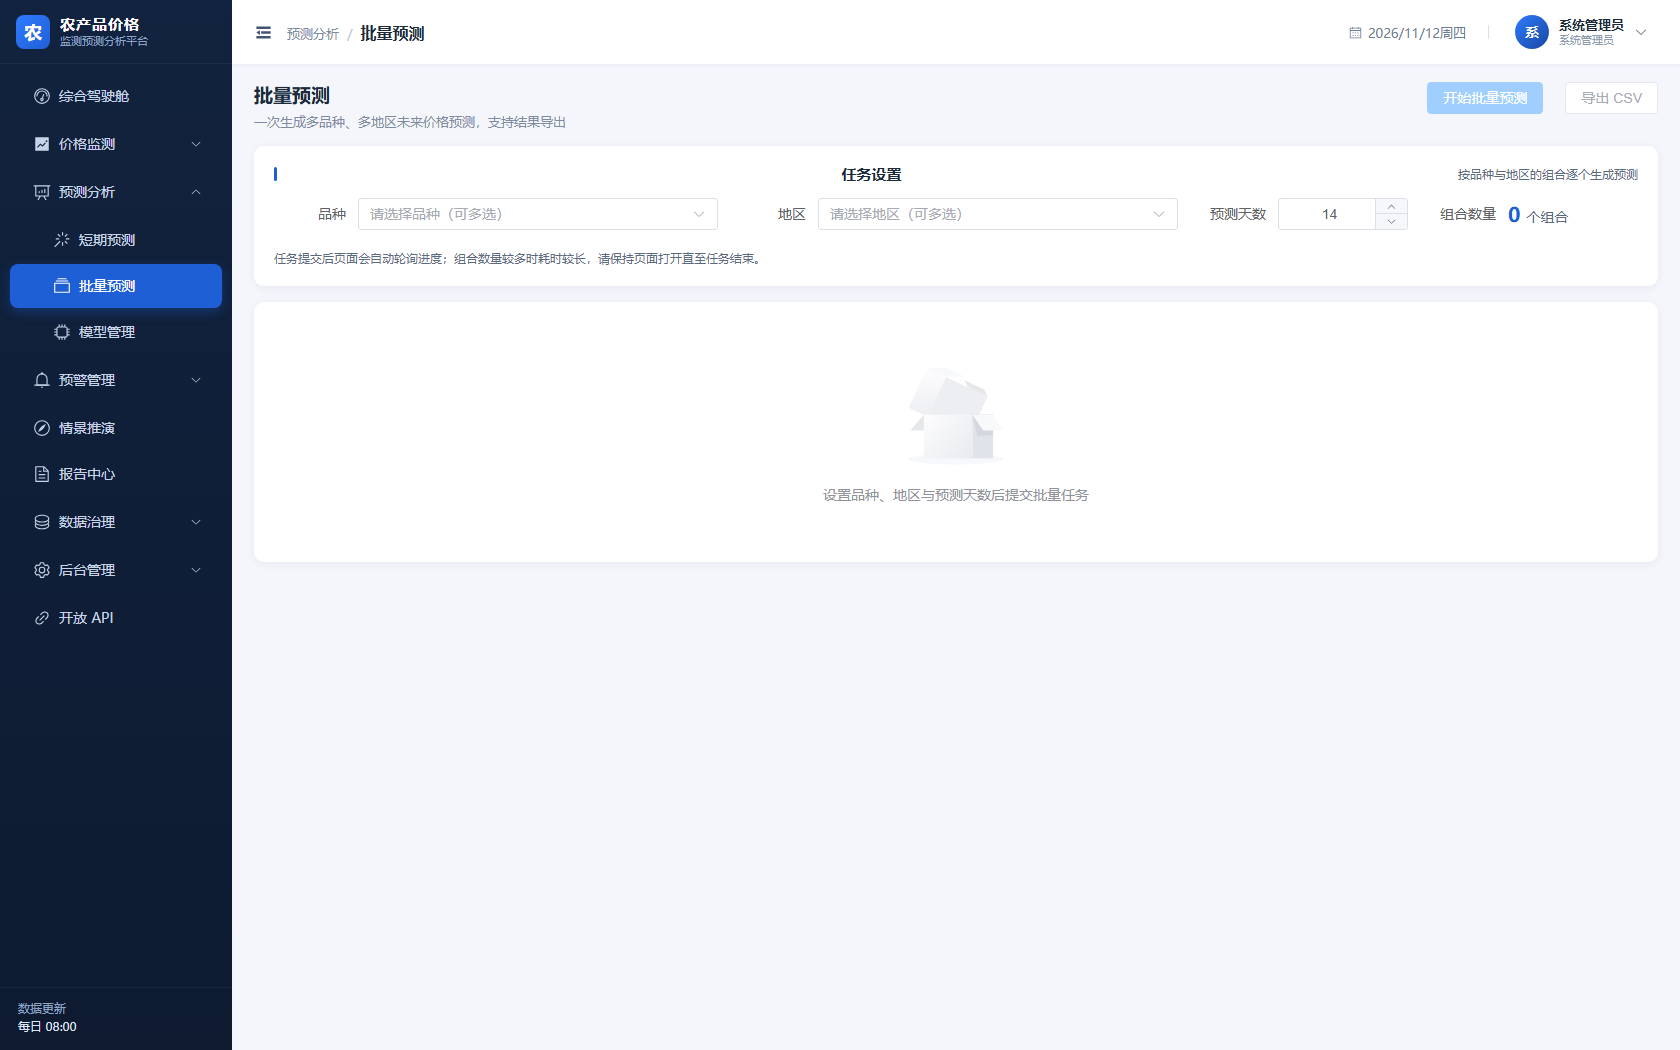 农
农产品价格
监测预测分析平台
综合驾驶舱
价格监测
预测分析
短期预测
批量预测
模型管理
预警管理
情景推演
报告中心
数据治理
后台管理
开放 API
数据更新
每日 08:00
预测分析 / 批量预测
2026/11/12周四
系
系统管理员
系统管理员
批量预测
一次生成多品种、多地区未来价格预测，支持结果导出
开始批量预测
导出 CSV
任务设置
按品种与地区的组合逐个生成预测
品种 请选择品种（可多选）
地区 请选择地区（可多选）
预测天数 14
组合数量 0 个组合
任务提交后页面会自动轮询进度；组合数量较多时耗时较长，请保持页面打开直至任务结束。
设置品种、地区与预测天数后提交批量任务